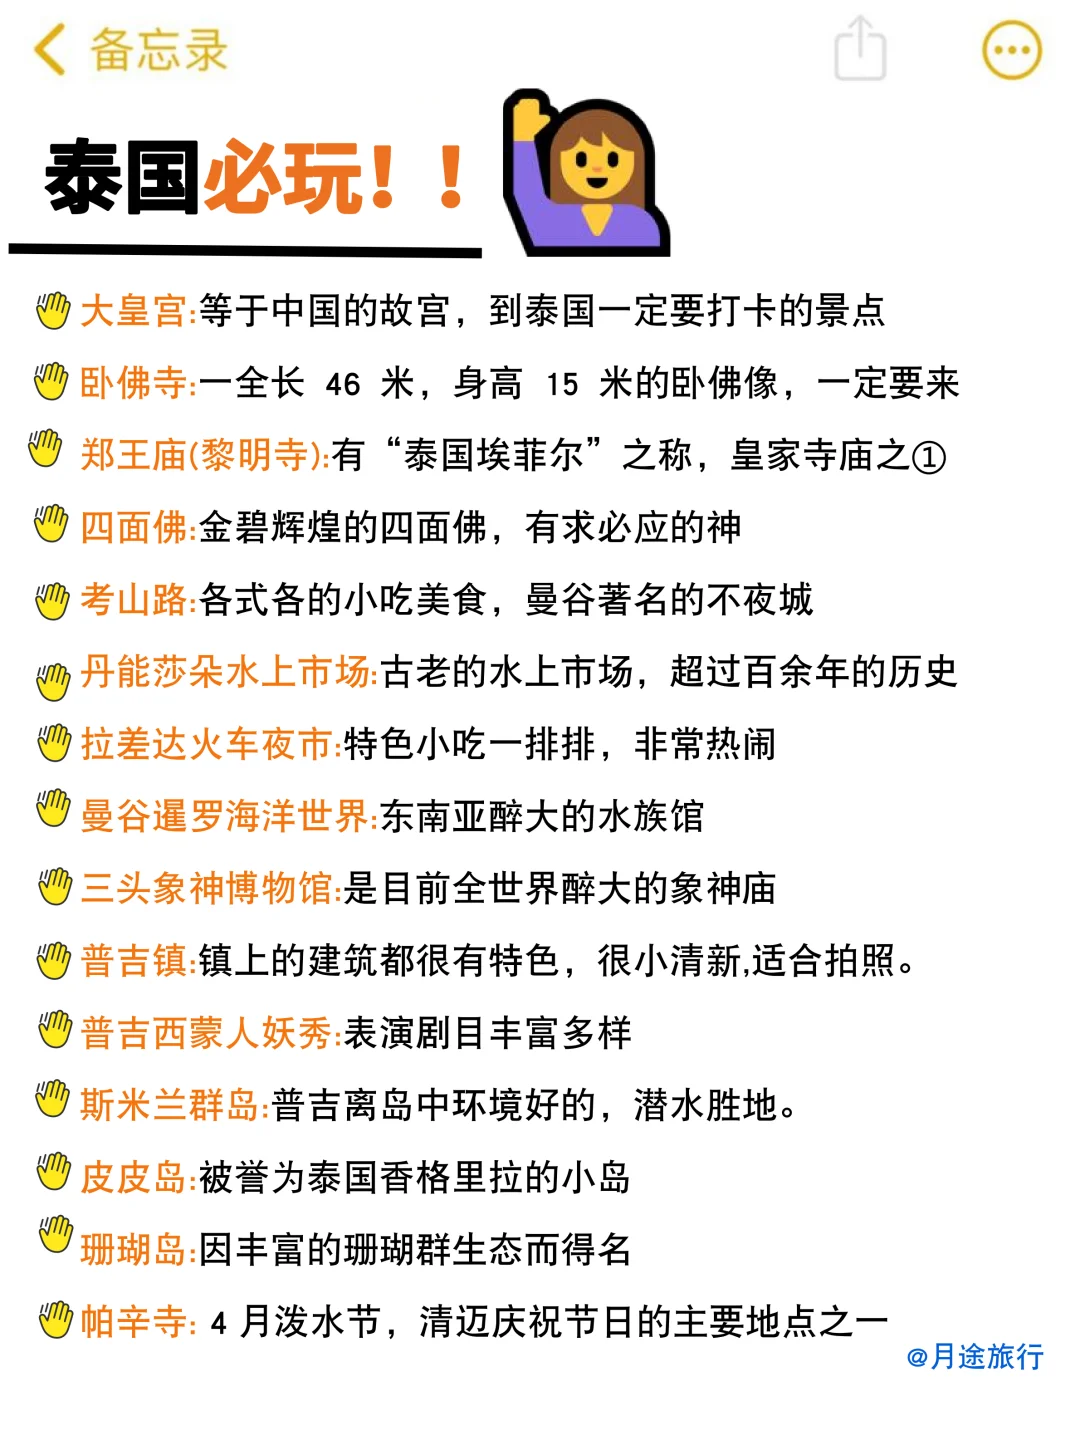 备忘录
泰国必玩！！
大皇宫:等于中国的故宫，到泰国一定要打卡的景点
卧佛寺:一全长 46 米，身高 15 米的卧佛像，一定要来
郑王庙(黎明寺):有“泰国埃菲尔”之称，皇家寺庙之①
四面佛:金碧辉煌的四面佛，有求必应的神
考山路:各式各的小吃美食，曼谷著名的不夜城
丹能莎朵水上市场:古老的水上市场，超过百余年的历史
拉差达火车夜市:特色小吃一排排，非常热闹
曼谷暹罗海洋世界:东南亚醉大的水族馆
三头象神博物馆:是目前全世界醉大的象神庙
普吉镇:镇上的建筑都很有特色，很小清新,适合拍照。
普吉西蒙人妖秀:表演剧目丰富多样
斯米兰群岛:普吉离岛中环境好的，潜水胜地。
皮皮岛:被誉为泰国香格里拉的小岛
珊瑚岛:因丰富的珊瑚群生态而得名
帕辛寺: 4 月泼水节，清迈庆祝节日的主要地点之一
@月途旅行